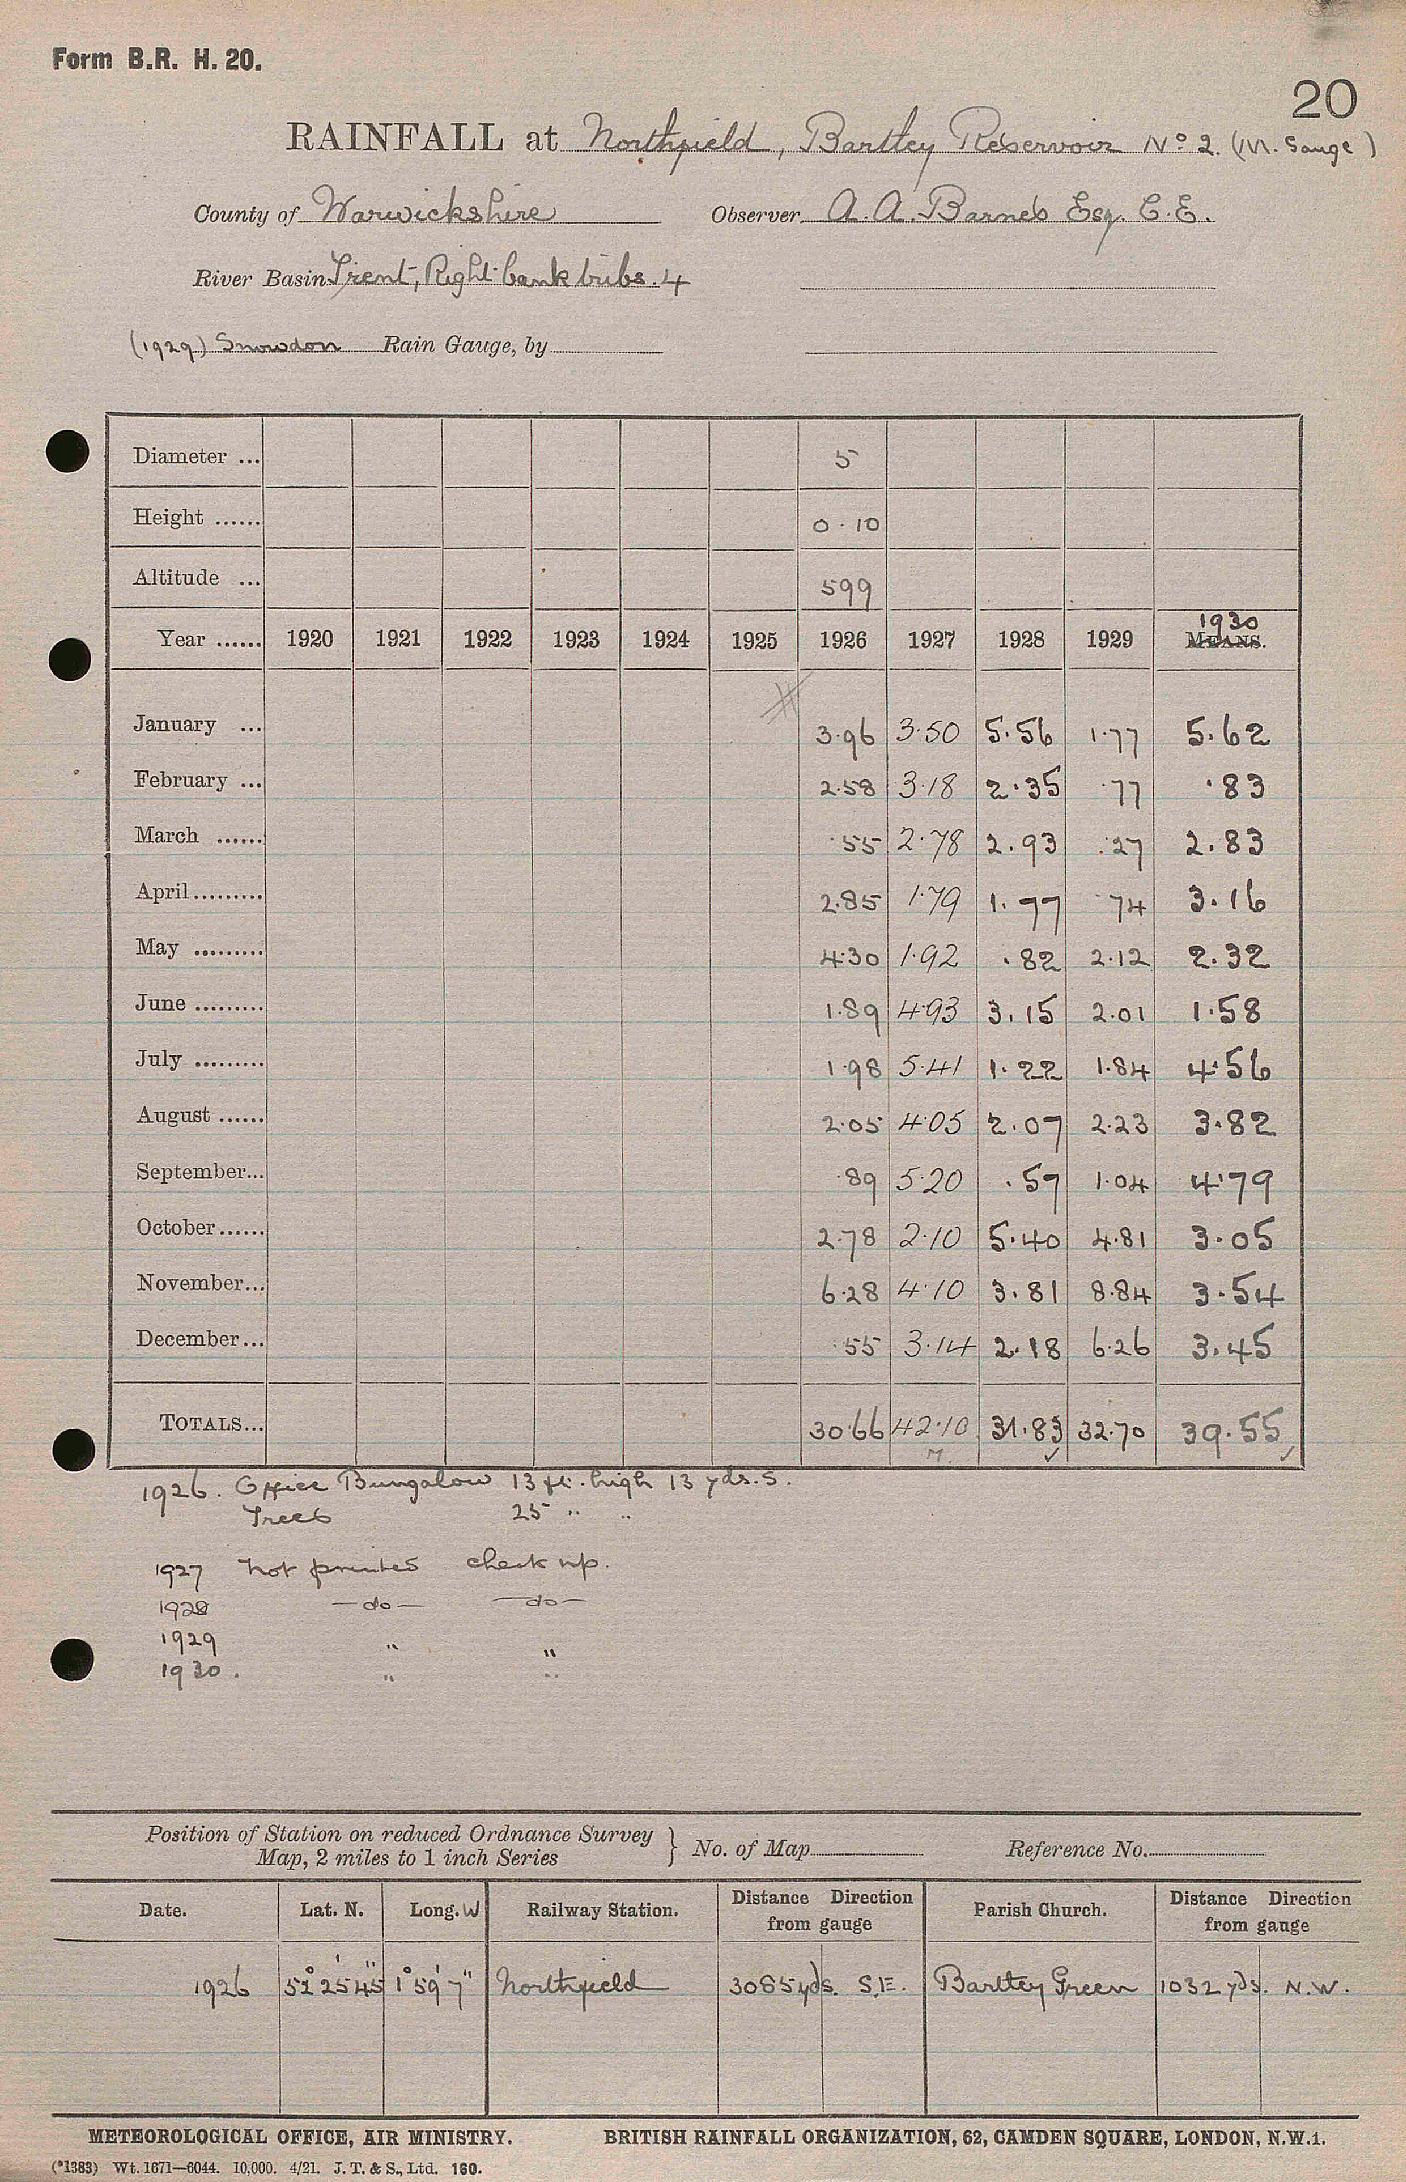 Form B.R. H. 20.
20
RAINFALL at Northfield, Bartley Reservoir No 2. (M. Gauge)
County of Warwickshire Observer A. A. Barnes Esq. C.E.
River Basin Trent, Right bank tribs. 4
(1929) Snowdon Rain Gauge, by
Diameter ... 5
Height ...... 0.10
Altitude ... 599
Year ...... 1920 1921 1922 1923 1924 1925 1926 1927 1928 1929 1930 MEANS.
January ... 3.96 3.50 5.56 1.77 5.62
February ... 2.58 3.18 2.35 .77 .83
March ...... .55 2.78 2.93 .27 2.83
April......... 2.85 1.79 1.77 .74 3.16
May ......... 4.30 1.92 .82 2.12 2.32
June ......... 1.89 4.93 3.15 2.01 1.58
July ......... 1.98 5.41 1.22 1.84 4.56
August ...... 2.05 4.05 2.07 2.23 3.82
September... .89 5.20 .57 1.04 4.79
October...... 2.78 2.10 5.40 4.81 3.05
November... 6.28 4.10 3.81 8.84 3.54
December... .55 3.14 2.18 6.26 3.45
TOTALS... 30.66 42.10 31.83 32.70 39.55
1926. Office Bungalow 13 ft. high 13 yds. S.
Trees 25 " "
1927 Not printed check up.
1928 —do— —do—
1929 " "
1930. " "
Position of Station on reduced Ordnance Survey Map, 2 miles to 1 inch Series } No. of Map Reference No.
Date. Lat. N. Long. W Railway Station. Distance Direction from gauge Parish Church. Distance Direction from gauge
1926 52° 25' 45" 1° 59' 7" Northfield 3085 yds. S.E. Bartley Green 1032 yds. N.W.
METEOROLOGICAL OFFICE, AIR MINISTRY. BRITISH RAINFALL ORGANIZATION, 62, CAMDEN SQUARE, LONDON, N.W.1.
(*1383) Wt. 1671—6044. 10,000. 4/21. J. T. & S., Ltd. 160.